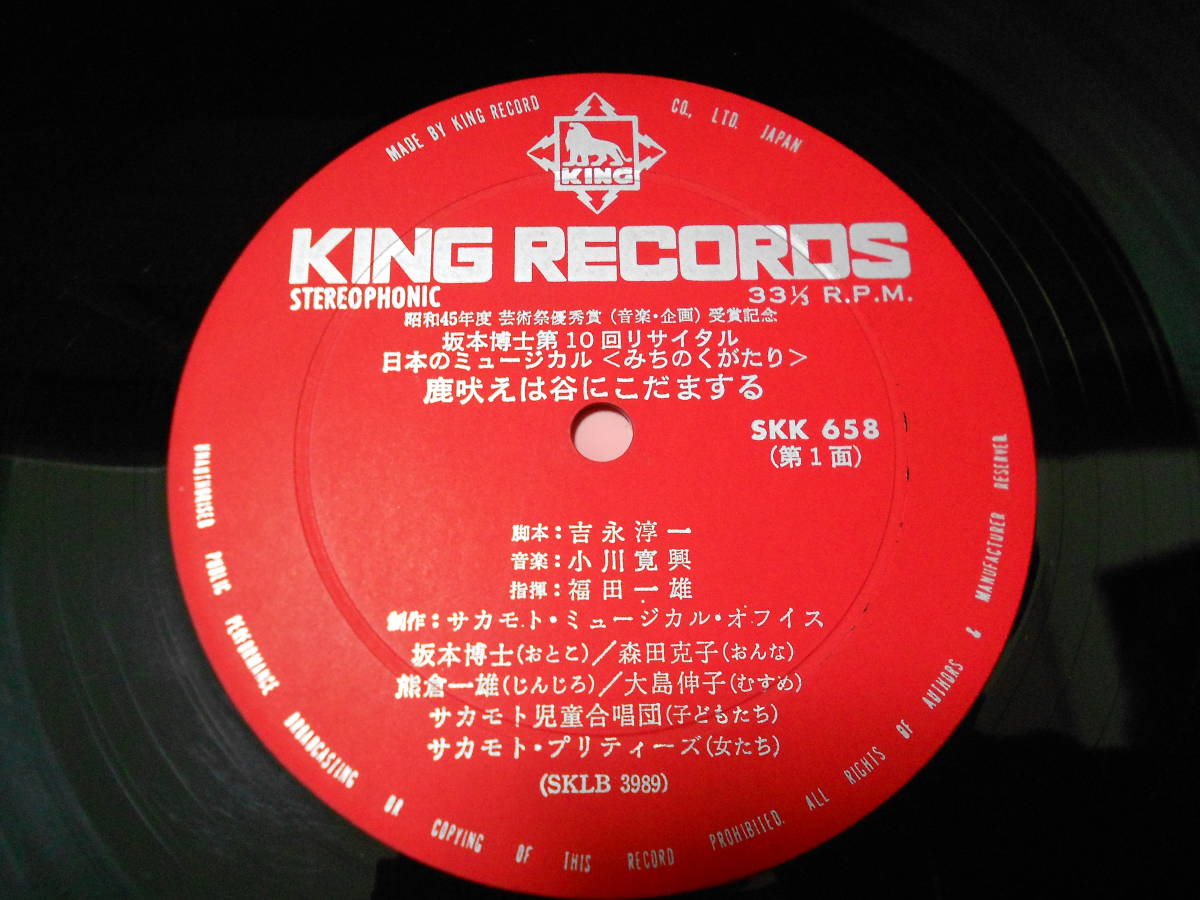 MADE BY KING RECORD CO., LTD. JAPAN
KING
KING RECORDS
STEREOPHONIC 33⅓ R.P.M.
昭和45年度 芸術祭優秀賞(音楽・企画)受賞記念
坂本博士第10回リサイタル
日本のミュージカル<みちのくがたり>
鹿吠えは谷にこだまする
SKK 658
(第1面)
脚本:吉永淳一
音楽:小川寛興
指揮:福田一雄
制作:サカモト・ミュージカル・オフイス
坂本博士(おとこ)/森田克子(おんな)
熊倉一雄(じんじろ)/大島伸子(むすめ)
サカモト児童合唱団(子どもたち)
サカモト・プリティーズ(女たち)
(SKLB 3989)
UNAUTHORISED PUBLIC PERFORMANCE BROADCASTING OR COPYING OF THIS RECORD PROHIBITED. ALL RIGHTS OF AUTHORS & MANUFACTURER RESERVER.